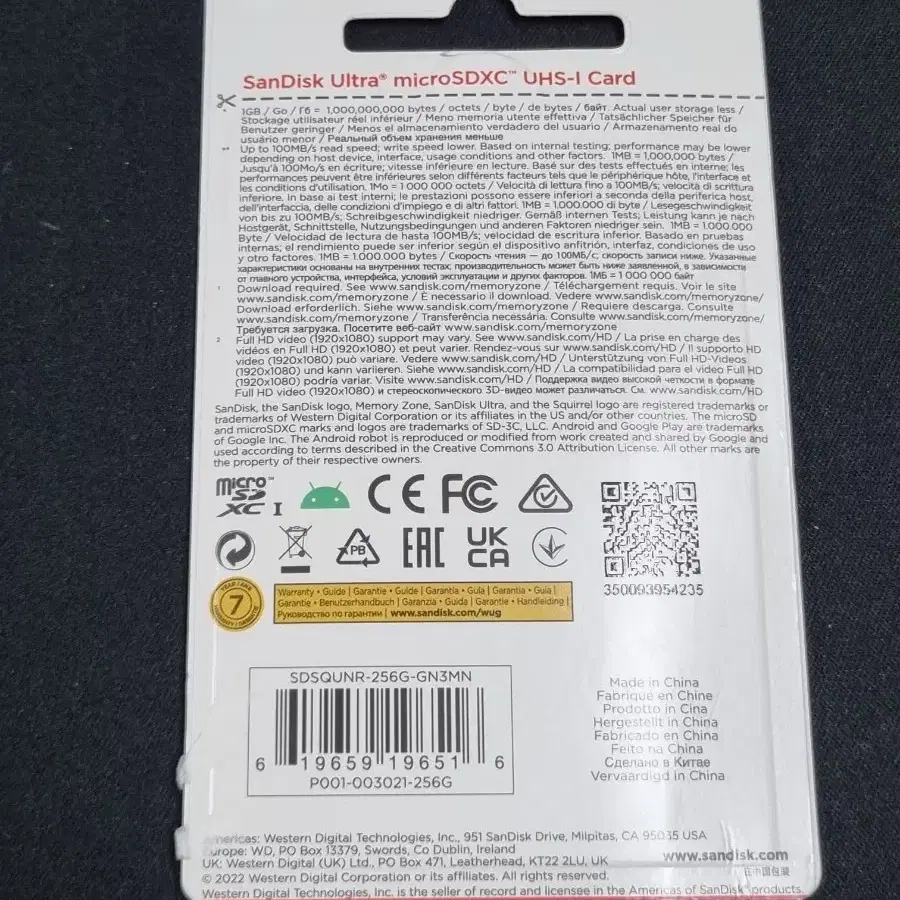 SanDisk Ultra® microSDXC™ UHS-I Card
* 1GB / Go / Гб = 1,000,000,000 bytes / octets / byte / de bytes / байт. Actual user storage less /
Stockage utilisateur réel inférieur / Meno memoria utente effettiva / Tatsächlicher Speicher für
Benutzer geringer / Menos el almacenamiento verdadero del usuario / Armazenamento real do
usuário menor / Реальный объем хранения меньше
** Up to 100MB/s read speed; write speed lower. Based on internal testing; performance may be lower
depending on host device, interface, usage conditions and other factors. 1MB = 1,000,000 bytes /
Jusqu'à 100Mo/s en écriture; vitesse inférieure en lecture. Basé sur des tests effectués en interne; les
performances peuvent être inférieures selon différents facteurs tels que le périphérique hôte, l'interface et
les conditions d'utilisation. 1Mo = 1 000 000 octets / Velocità di lettura fino a 100MB/s; velocità di scrittura
inferiore. In base ai test interni; le prestazioni possono essere inferiori a seconda della periferica host,
dell'interfaccia, delle condizioni d'impiego e di altri fattori. 1MB = 1.000.000 di byte / Lesegeschwindigkeit
von bis zu 100MB/s; Schreibgeschwindigkeit niedriger. Gemäß internen Tests; Leistung kann je nach
Hostgerät, Schnittstelle, Nutzungsbedingungen und anderen Faktoren niedriger sein. 1MB = 1.000.000
Byte / Velocidad de lectura de hasta 100MB/s; velocidad de escritura inferior. Basado en pruebas
internas; el rendimiento puede ser inferior según el dispositivo anfitrión, interfaz, condiciones de uso
y otro factores. 1MB = 1.000.000 bytes / Скорость чтения — до 100МБ/с; скорость записи ниже. Указанные
характеристики основаны на внутренних тестах, производительность может быть ниже заявленной, в зависимости
от главного устройства, интерфейса, условий эксплуатации и других факторов. 1МБ = 1 000 000 байт
1 Download required. See www.sandisk.com/memoryzone / Téléchargement requis. Voir le site
www.sandisk.com/memoryzone / È necessario il download. Vedere www.sandisk.com/memoryzone/
Download erforderlich. Siehe www.sandisk.com/memoryzone / Requiere descarga. Consulte
www.sandisk.com/memoryzone / Transferência necessária. Consulte www.sandisk.com/memoryzone/
Требуется загрузка. Посетите веб-сайт www.sandisk.com/memoryzone
2 Full HD video (1920x1080) support may vary. See www.sandisk.com/HD / La prise en charge des
vidéos en Full HD (1920x1080) et peut varier. Rendez-vous sur www.sandisk.com/HD / Il supporto HD
video (1920x1080) può variare. Vedere www.sandisk.com/HD / Unterstützung von Full HD-Videos
(1920x1080) und kann variieren. Siehe www.sandisk.com/HD / La compatibilidad para el video Full HD
(1920x1080) podría variar. Visite www.sandisk.com/HD / Поддержка видео высокой четкости в формате
Full HD (1920x1080) и стереоскопического 3D-видео может различаться. См. www.sandisk.com/HD
SanDisk, the SanDisk logo, Memory Zone, SanDisk Ultra, and the Squirrel logo are registered trademarks or
trademarks of Western Digital Corporation or its affiliates in the US and/or other countries. The microSD
and microSDXC marks and logos are trademarks of SD-3C, LLC. Android and Google Play are trademarks
of Google Inc. The Android robot is reproduced or modified from work created and shared by Google and
used according to terms described in the Creative Commons 3.0 Attribution License. All other marks are
the property of their respective owners.
micro SD XC I CE FC
PB EAC UK CA
350093954235
7
Warranty • Guide | Garantie • Guide | Garantía • Guía | Garantia • Guia |
Garantie • Benutzerhandbuch | Garanzia • Guida | Garantie • Handleiding |
Руководство по гарантии | www.sandisk.com/wug
SDSQUNR-256G-GN3MN
6 19659 19651 6
P001-003021-256G
Made in China
Fabriqué en Chine
Prodotto in Cina
Hergestellt in China
Fabricado en China
Feito na China
Сделано в Китае
Vervaardigd in China
Americas: Western Digital Technologies, Inc., 951 SanDisk Drive, Milpitas, CA 95035 USA
Europe: WD, PO Box 13379, Swords, Co Dublin, Ireland
UK: Western Digital (UK) Ltd., PO Box 471, Leatherhead, KT22 2LU, UK
www.sandisk.com
在中国包装
© 2022 Western Digital Corporation or its affiliates. All rights reserved.
Western Digital Technologies, Inc. is the seller of record and licensee in the Americas of SanDisk® products.